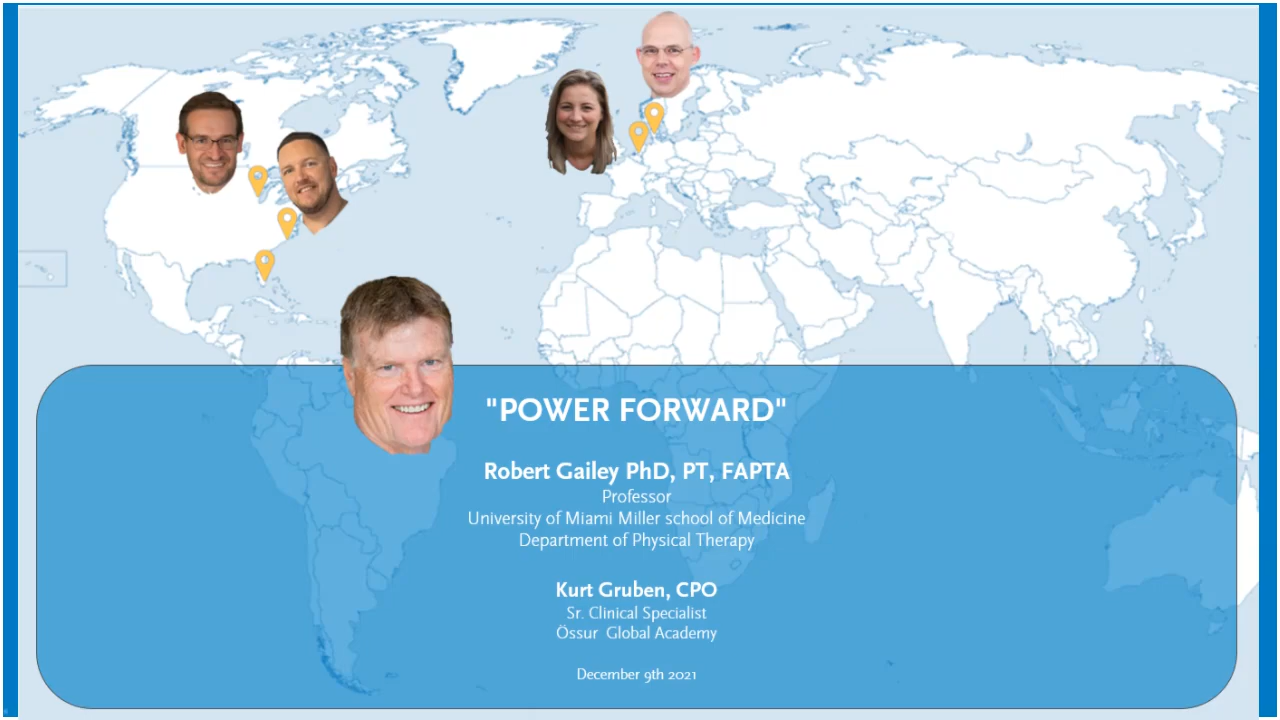 "POWER FORWARD"
Robert Gailey PhD, PT, FAPTA
Professor
University of Miami Miller school of Medicine
Department of Physical Therapy
Kurt Gruben, CPO
Sr. Clinical Specialist
Össur Global Academy
December 9th 2021